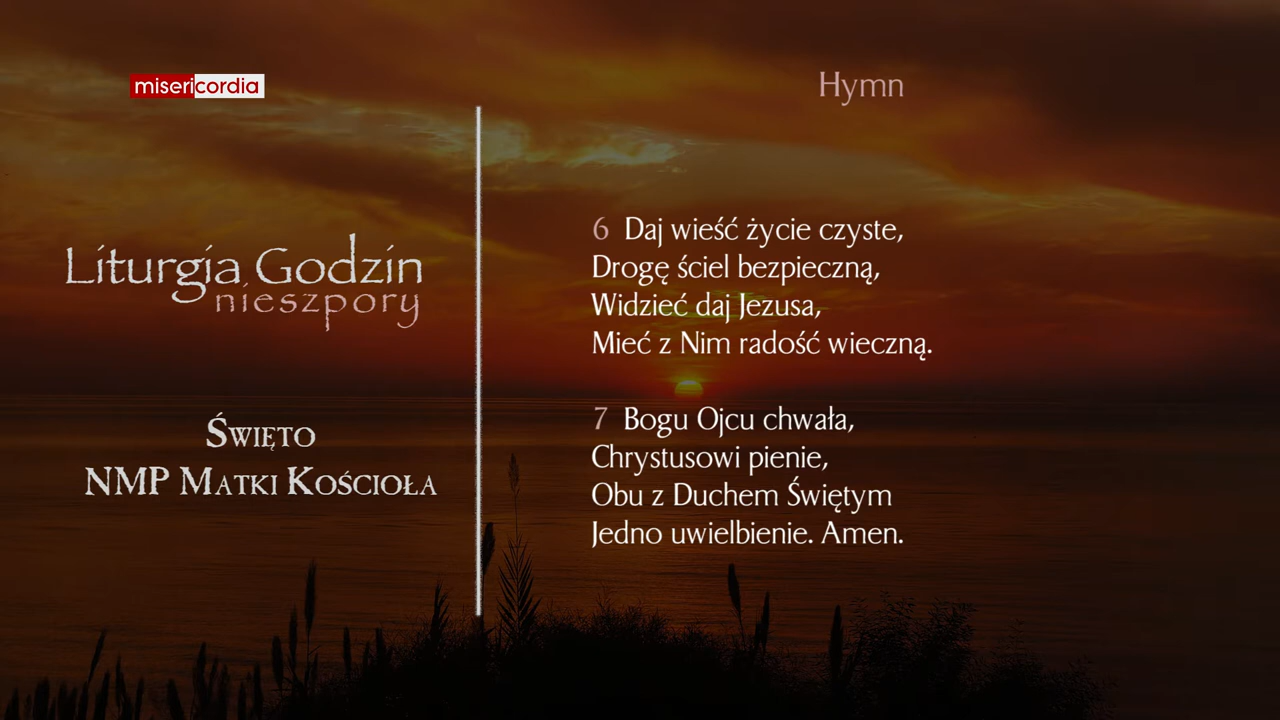 misericordia
Liturgia Godzin
nieszpory
Święto
NMP Matki Kościoła
Hymn
6 Daj wieść życie czyste,
Drogę ściel bezpieczną,
Widzieć daj Jezusa,
Mieć z Nim radość wieczną.
7 Bogu Ojcu chwała,
Chrystusowi pienie,
Obu z Duchem Świętym
Jedno uwielbienie. Amen.